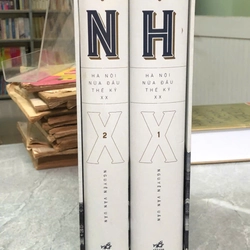 N
HÀ NỘI
NỬA ĐẦU
THẾ KỶ
XX
X
2
NGUYỄN VĂN UẨN
H
HÀ NỘI
NỬA ĐẦU
THẾ KỶ
XX
X
1
NGUYỄN VĂN UẨN